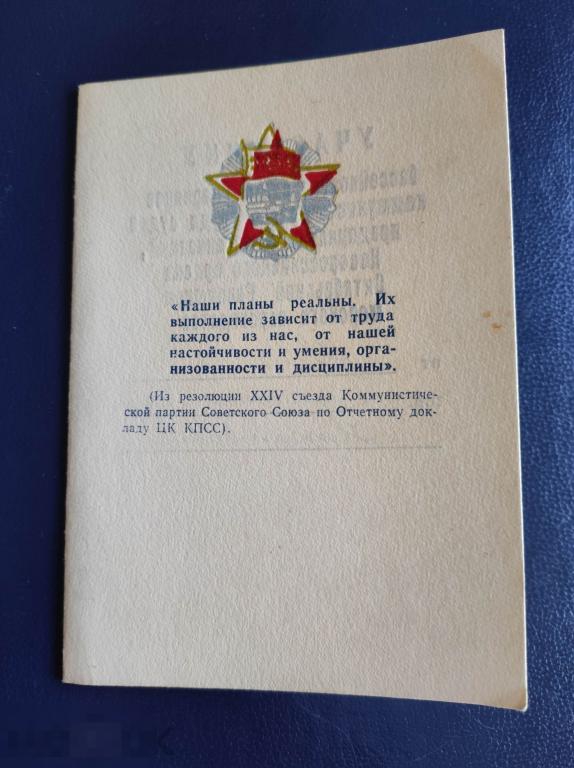 «Наши планы реальны. Их
выполнение зависит от труда
каждого из нас, от нашей
настойчивости и умения, орга-
низованности и дисциплины».
(Из резолюции XXIV съезда Коммунистиче-
ской партии Советского Союза по Отчетному док-
ладу ЦК КПСС).